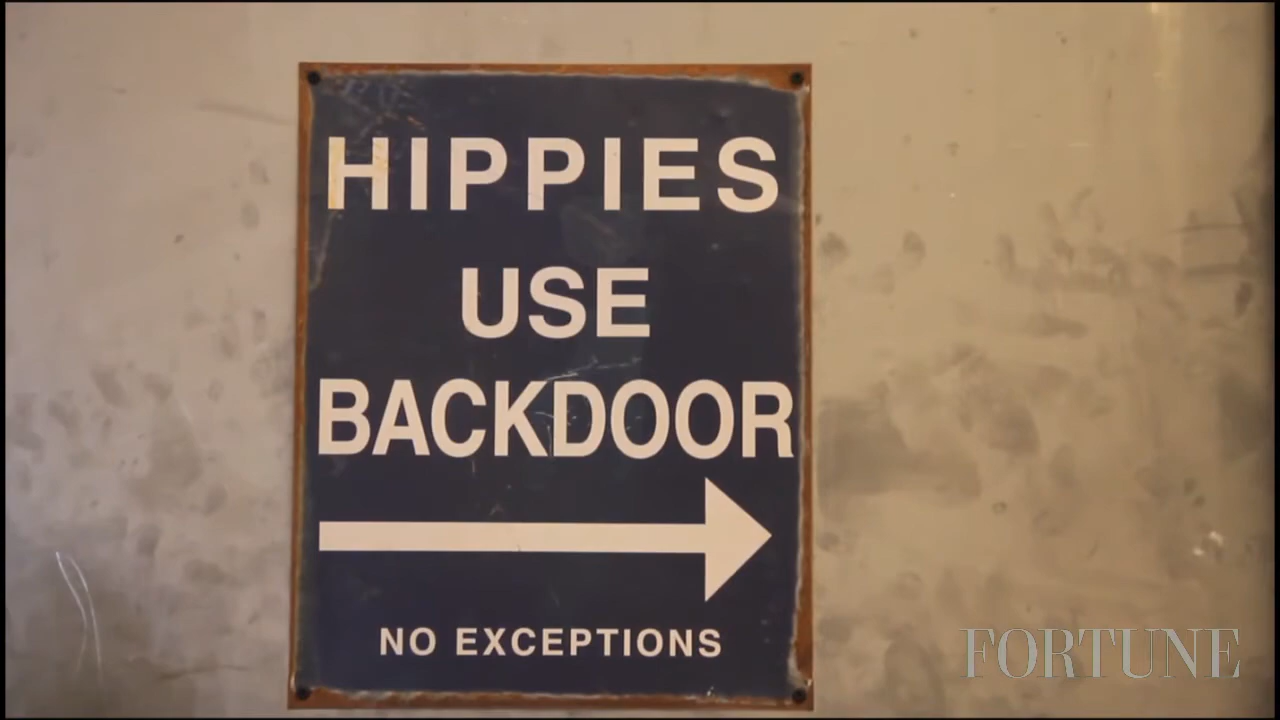 HIPPIES
USE
BACKDOOR
NO EXCEPTIONS
FORTUNE